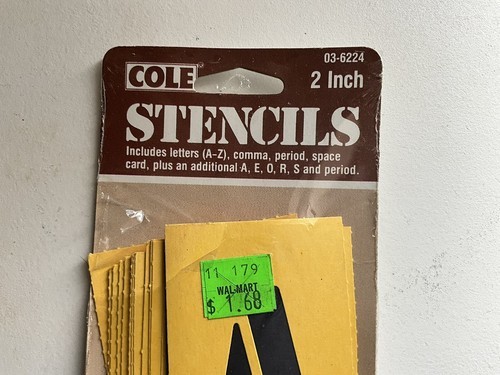 03-6224
COLE
2 Inch
STENCILS
Includes letters (A-Z), comma, period, space
card, plus an additional A, E, O, R, S and period.
11 179
WAL-MART
$ 1.68